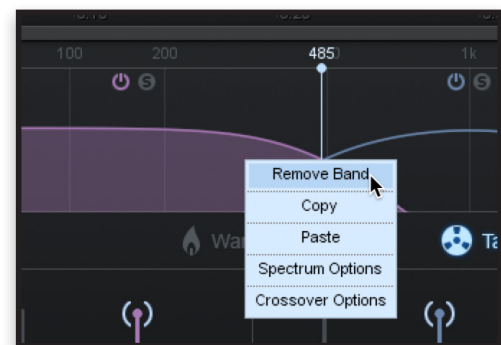 100 200 485 1k
S S
Remove Band
Copy
Paste
Spectrum Options
Crossover Options